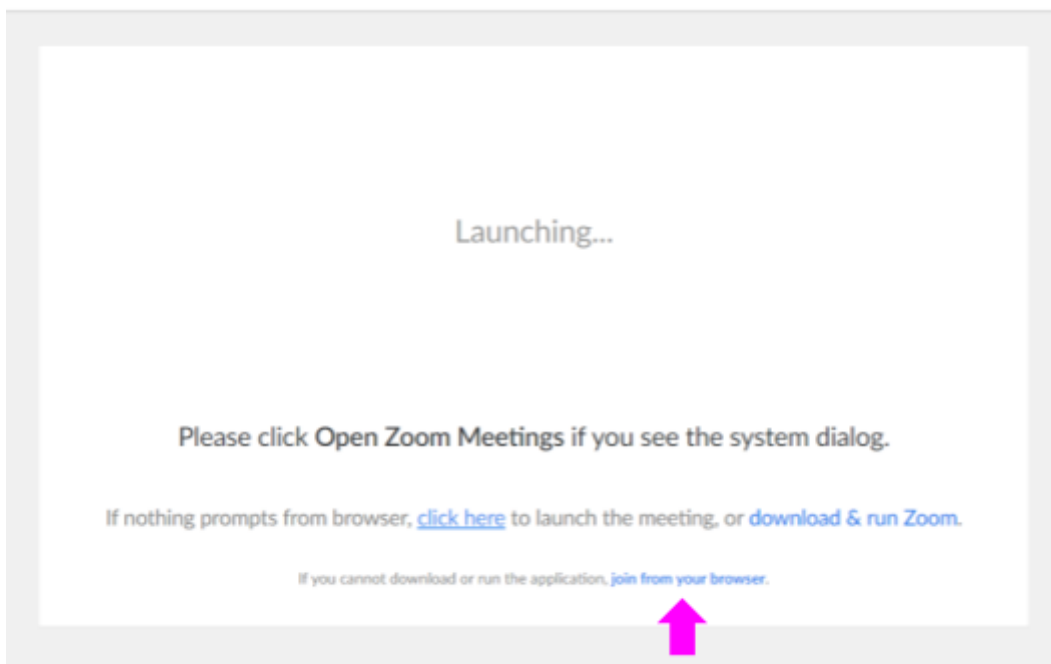 Launching...
Please click Open Zoom Meetings if you see the system dialog.
If nothing prompts from browser, click here to launch the meeting, or download & run Zoom.
If you cannot download or run the application, join from your browser.